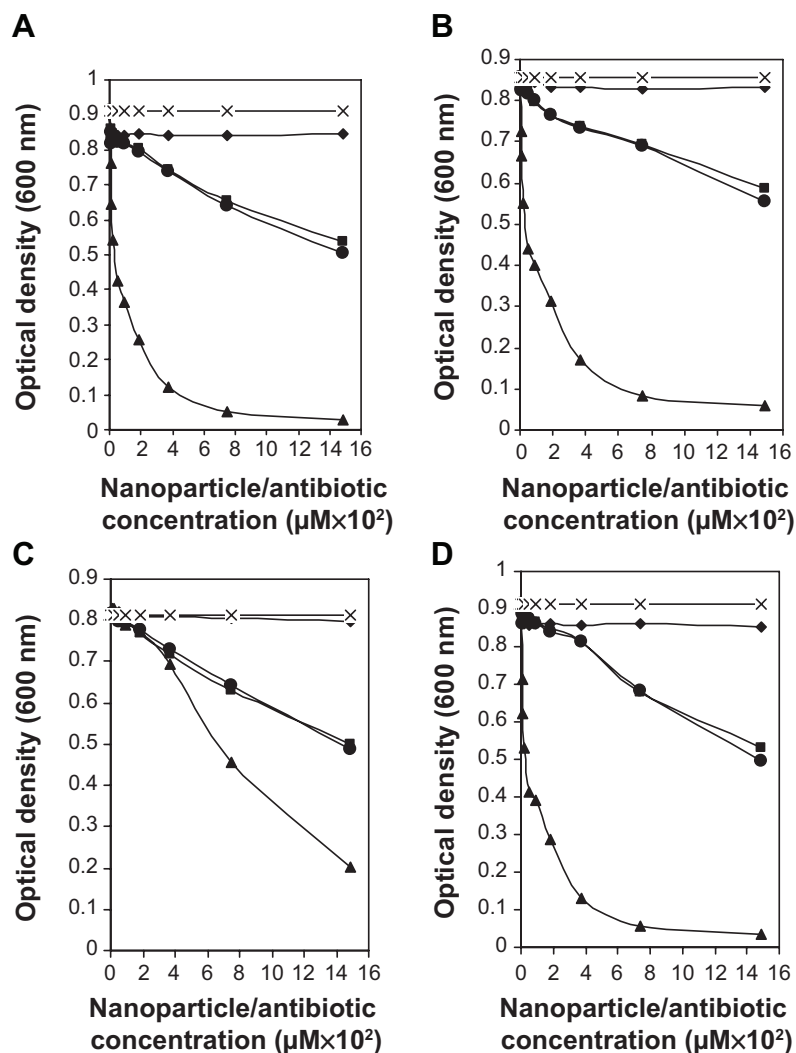 A
Optical density (600 nm)
1
0.9
0.8
0.7
0.6
0.5
0.4
0.3
0.2
0.1
0
0 2 4 6 8 10 12 14 16
Nanoparticle/antibiotic
concentration (µM×10²)
B
Optical density (600 nm)
0.9
0.8
0.7
0.6
0.5
0.4
0.3
0.2
0.1
0
0 2 4 6 8 10 12 14 16
Nanoparticle/antibiotic
concentration (µM×10²)
C
Optical density (600 nm)
0.9
0.8
0.7
0.6
0.5
0.4
0.3
0.2
0.1
0
0 2 4 6 8 10 12 14 16
Nanoparticle/antibiotic
concentration (µM×10²)
D
Optical density (600 nm)
1
0.9
0.8
0.7
0.6
0.5
0.4
0.3
0.2
0.1
0
0 2 4 6 8 10 12 14 16
Nanoparticle/antibiotic
concentration (µM×10²)